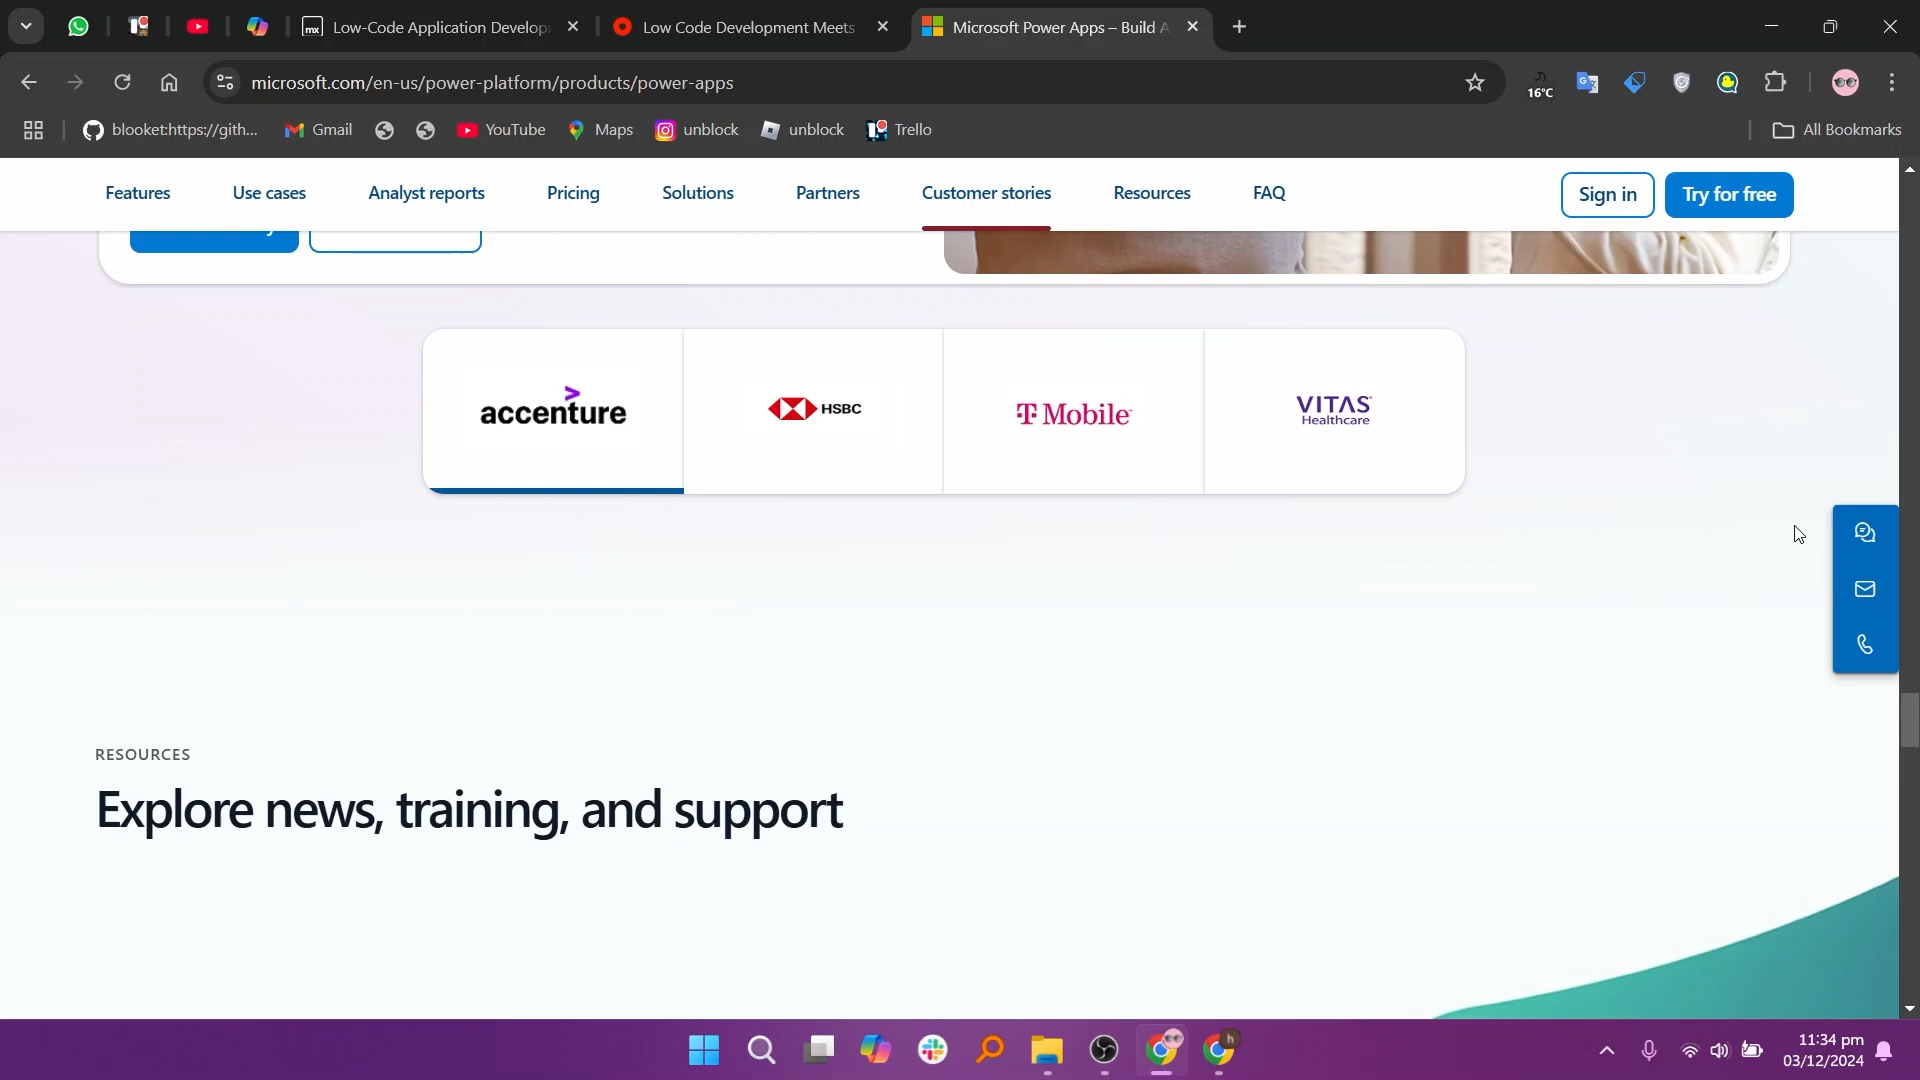 Low-Code Application Develop
Low Code Development Meets
Microsoft Power Apps – Build A
microsoft.com/en-us/power-platform/products/power-apps
16°C
blooket:https://gith...
Gmail
YouTube
Maps
unblock
unblock
Trello
All Bookmarks
Features
Use cases
Analyst reports
Pricing
Solutions
Partners
Customer stories
Resources
FAQ
Sign in
Try for free
accenture
HSBC
T Mobile
VITAS
Healthcare
RESOURCES
Explore news, training, and support
11:34 pm
03/12/2024